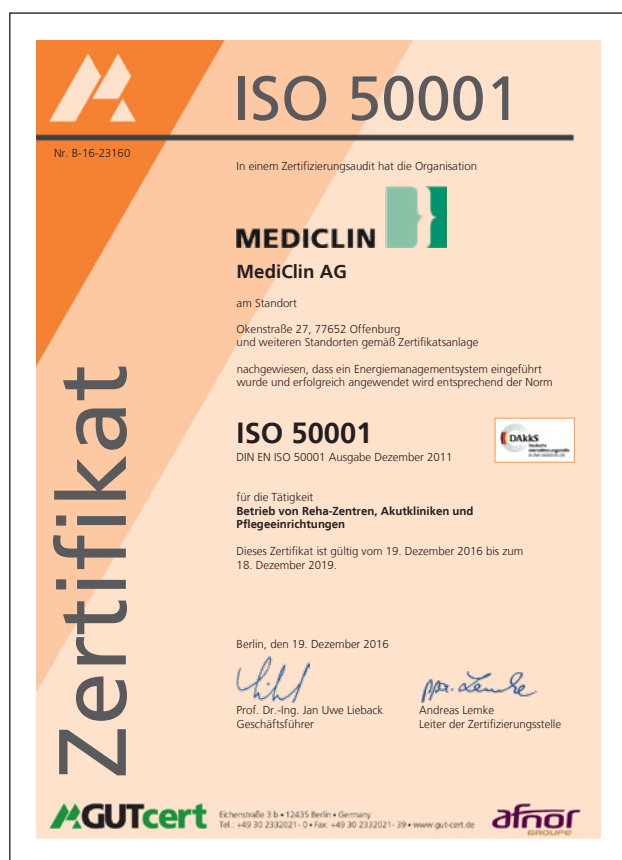 ISO 50001
Nr. B-16-23160
In einem Zertifizierungsaudit hat die Organisation
MEDICLIN
MediClin AG
am Standort
Okenstraße 27, 77652 Offenburg
und weiteren Standorten gemäß Zertifikatsanlage
nachgewiesen, dass ein Energiemanagementsystem eingeführt
wurde und erfolgreich angewendet wird entsprechend der Norm
ISO 50001
DIN EN ISO 50001 Ausgabe Dezember 2011
DAkkS
Deutsche
Akkreditierungsstelle
für die Tätigkeit
Betrieb von Reha-Zentren, Akutkliniken und
Pflegeeinrichtungen
Dieses Zertifikat ist gültig vom 19. Dezember 2016 bis zum
18. Dezember 2019.
Zertifikat
Berlin, den 19. Dezember 2016
ppa. Lemke
Prof. Dr.-Ing. Jan Uwe Lieback
Geschäftsführer
Andreas Lemke
Leiter der Zertifizierungsstelle
GUTcert
Eichenstraße 3 b • 12435 Berlin • Germany
Tel.: +49 30 2332021- 0 • Fax: +49 30 2332021- 39 • www.gut-cert.de
afnor
GROUPE